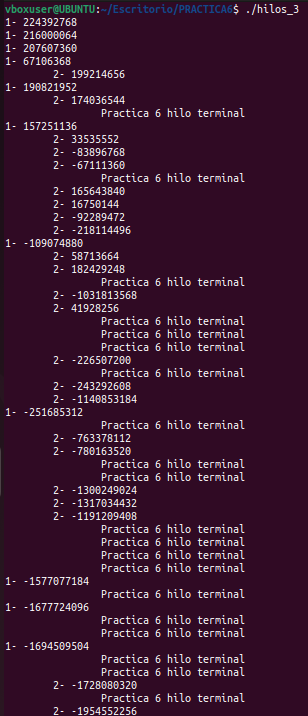 vboxuser@UBUNTU:~/Escritorio/PRACTICA6$ ./hilos_3
1- 224392768
1- 216000064
1- 207607360
1- 67106368
2- 199214656
1- 190821952
2- 174036544
Practica 6 hilo terminal
1- 157251136
2- 33535552
2- -83896768
2- -67111360
Practica 6 hilo terminal
2- 165643840
2- 16750144
2- -92289472
2- -218114496
1- -109074880
2- 58713664
2- 182429248
Practica 6 hilo terminal
2- -1031813568
2- 41928256
Practica 6 hilo terminal
Practica 6 hilo terminal
Practica 6 hilo terminal
2- -226507200
Practica 6 hilo terminal
2- -243292608
2- -1140853184
1- -251685312
Practica 6 hilo terminal
2- -763378112
2- -780163520
Practica 6 hilo terminal
Practica 6 hilo terminal
2- -1300249024
2- -1317034432
2- -1191209408
Practica 6 hilo terminal
Practica 6 hilo terminal
Practica 6 hilo terminal
Practica 6 hilo terminal
1- -1577077184
Practica 6 hilo terminal
1- -1677724096
Practica 6 hilo terminal
Practica 6 hilo terminal
1- -1694509504
Practica 6 hilo terminal
Practica 6 hilo terminal
2- -1728080320
Practica 6 hilo terminal
2- -1954552256